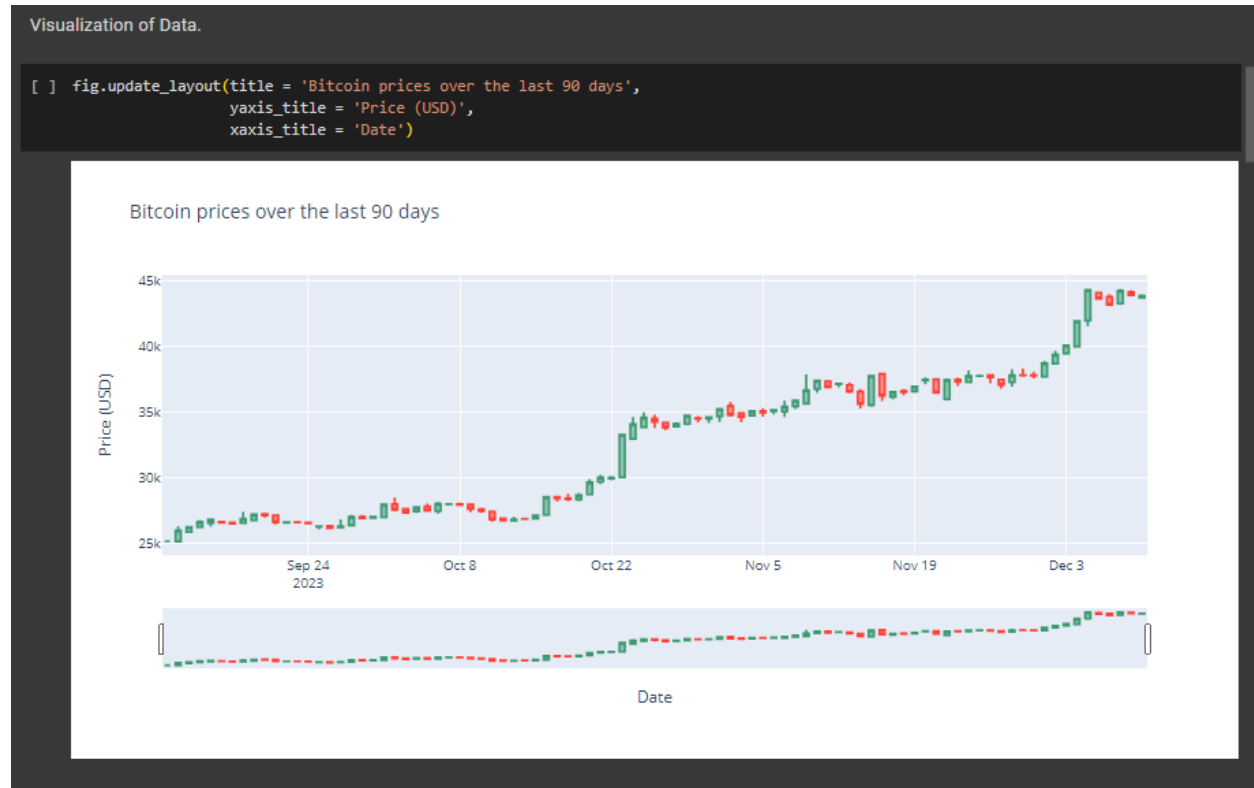 Visualization of Data.
[ ] fig.update_layout(title = 'Bitcoin prices over the last 90 days',
yaxis_title = 'Price (USD)',
xaxis_title = 'Date')
Bitcoin prices over the last 90 days
45k
40k
35k
30k
25k
Price (USD)
Sep 24
2023
Oct 8
Oct 22
Nov 5
Nov 19
Dec 3
Date